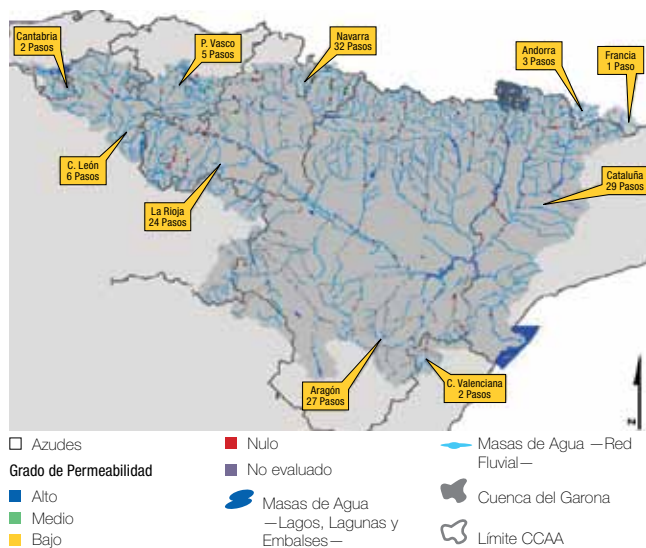 Cantabria
2 Pasos
P. Vasco
5 Pasos
Navarra
32 Pasos
Andorra
3 Pasos
Francia
1 Paso
C. León
6 Pasos
La Rioja
24 Pasos
Cataluña
29 Pasos
Aragón
27 Pasos
C. Valenciana
2 Pasos
N
Azudes
Grado de Permeabilidad
Alto
Medio
Bajo
Nulo
No evaluado
Masas de Agua
—Lagos, Lagunas y
Embalses—
Masas de Agua —Red
Fluvial—
Cuenca del Garona
Límite CCAA